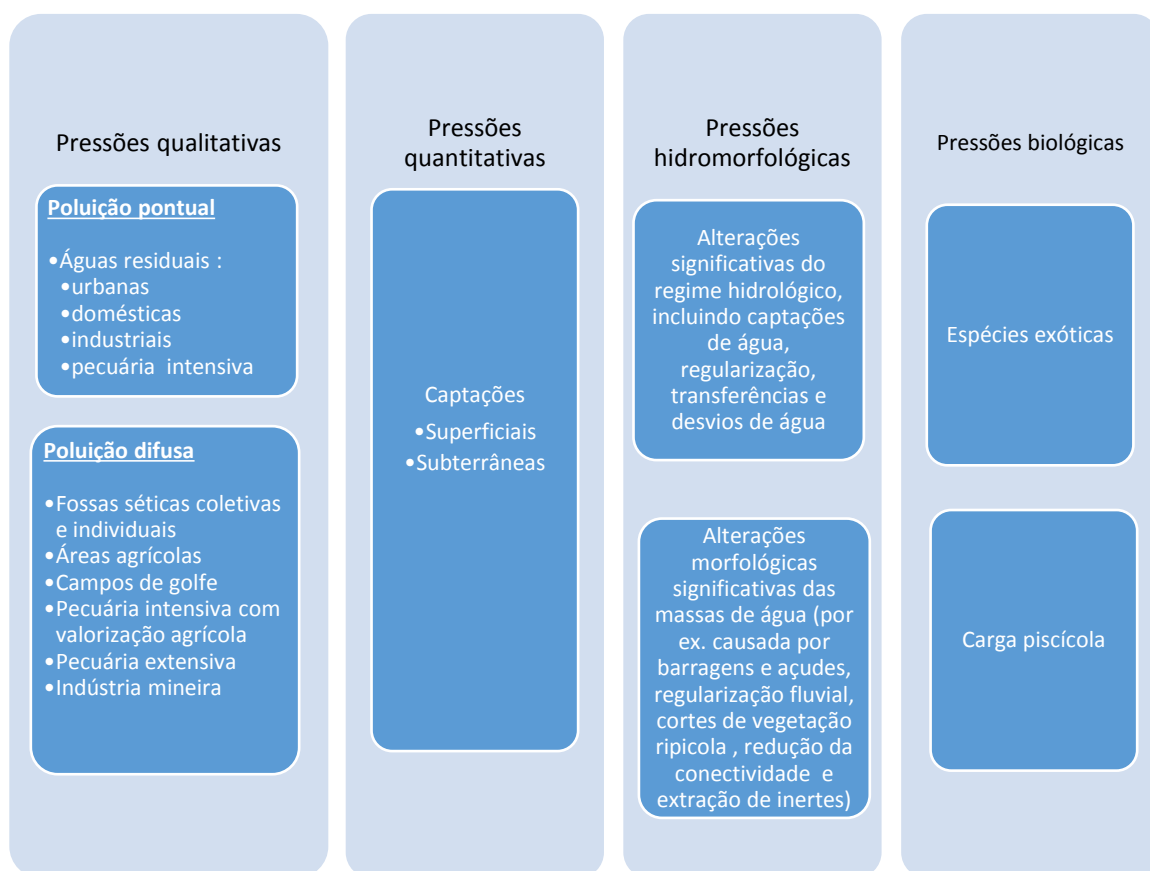 Pressões qualitativas
Poluição pontual
•Águas residuais :
•urbanas
•domésticas
•industriais
•pecuária intensiva
Poluição difusa
•Fossas séticas coletivas
e individuais
•Áreas agrícolas
•Campos de golfe
•Pecuária intensiva com
valorização agrícola
•Pecuária extensiva
•Indústria mineira
Pressões
quantitativas
Captações
•Superficiais
•Subterrâneas
Pressões
hidromorfológicas
Alterações
significativas do
regime hidrológico,
incluindo captações
de água,
regularização,
transferências e
desvios de água
Alterações
morfológicas
significativas das
massas de água (por
ex. causada por
barragens e açudes,
regularização fluvial,
cortes de vegetação
ripicola , redução da
conectividade e
extração de inertes)
Pressões biológicas
Espécies exóticas
Carga piscícola